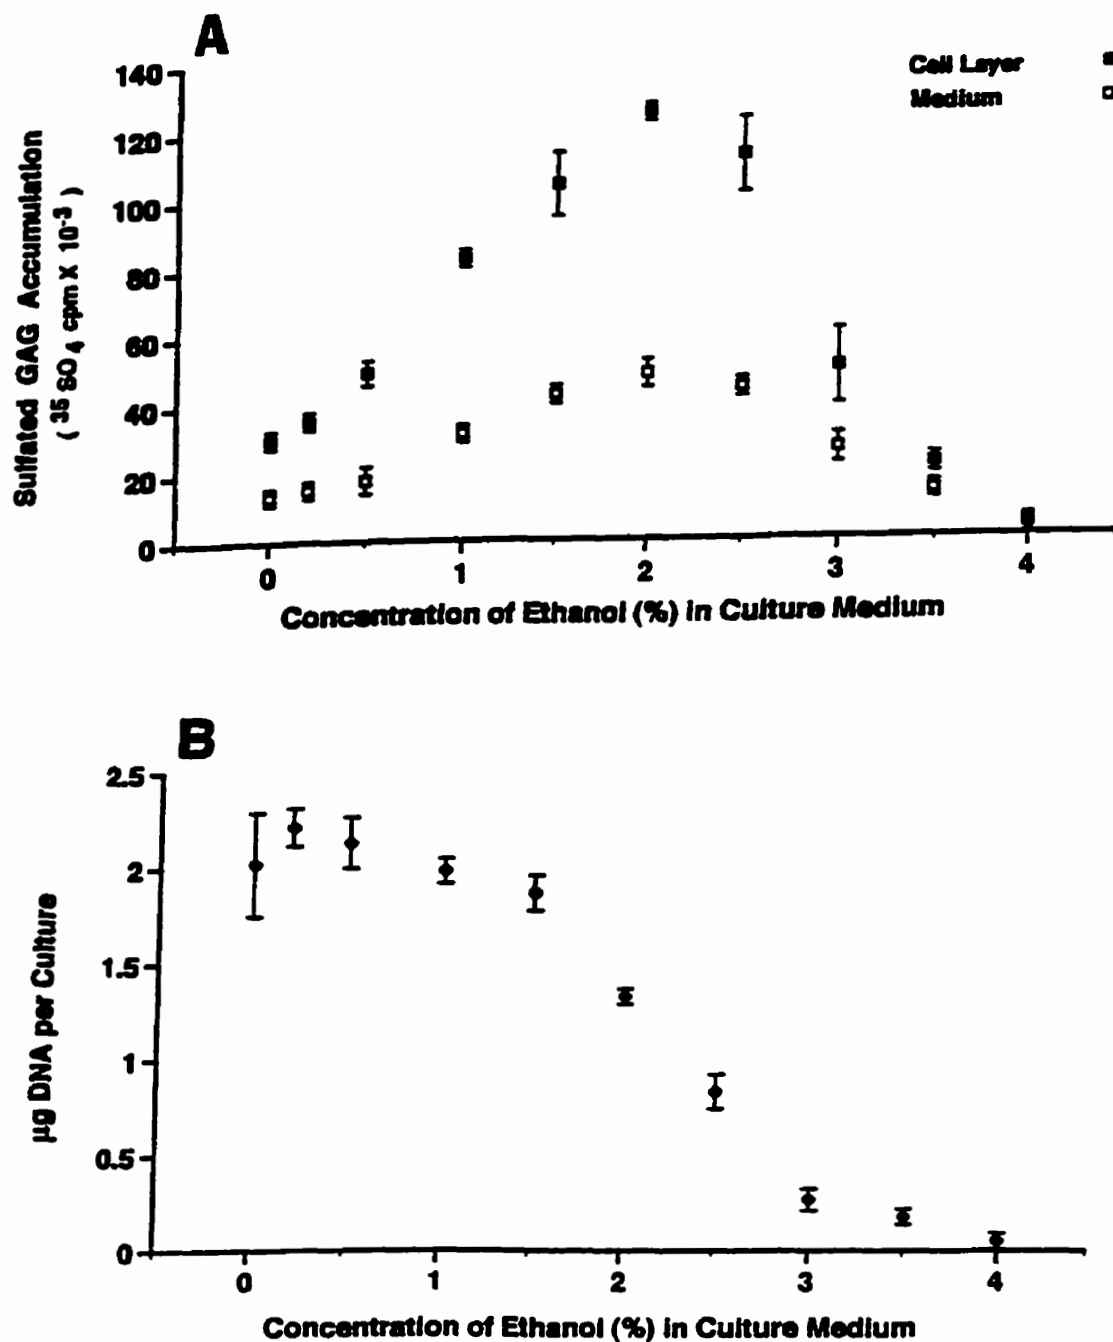 A
Cell Layer
Medium
Sulfated GAG Accumulation
( 35 SO4 cpm X 10-3 )
140
120
100
80
60
40
20
0
0 1 2 3 4
Concentration of Ethanol (%) in Culture Medium
B
µg DNA per Culture
2.5
2
1.5
1
0.5
0
0 1 2 3 4
Concentration of Ethanol (%) in Culture Medium